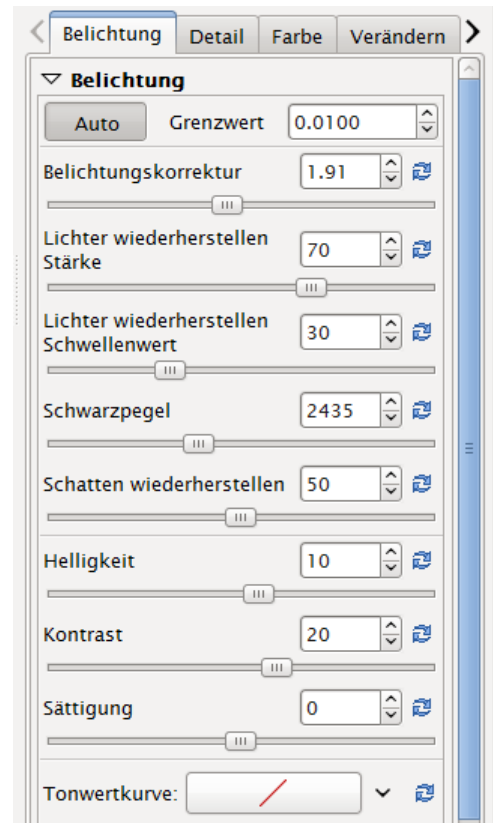 Belichtung Detail Farbe Verändern
Belichtung
Auto Grenzwert 0.0100
Belichtungskorrektur 1.91
Lichter wiederherstellen
Stärke 70
Lichter wiederherstellen
Schwellenwert 30
Schwarzpegel 2435
Schatten wiederherstellen 50
Helligkeit 10
Kontrast 20
Sättigung 0
Tonwertkurve: